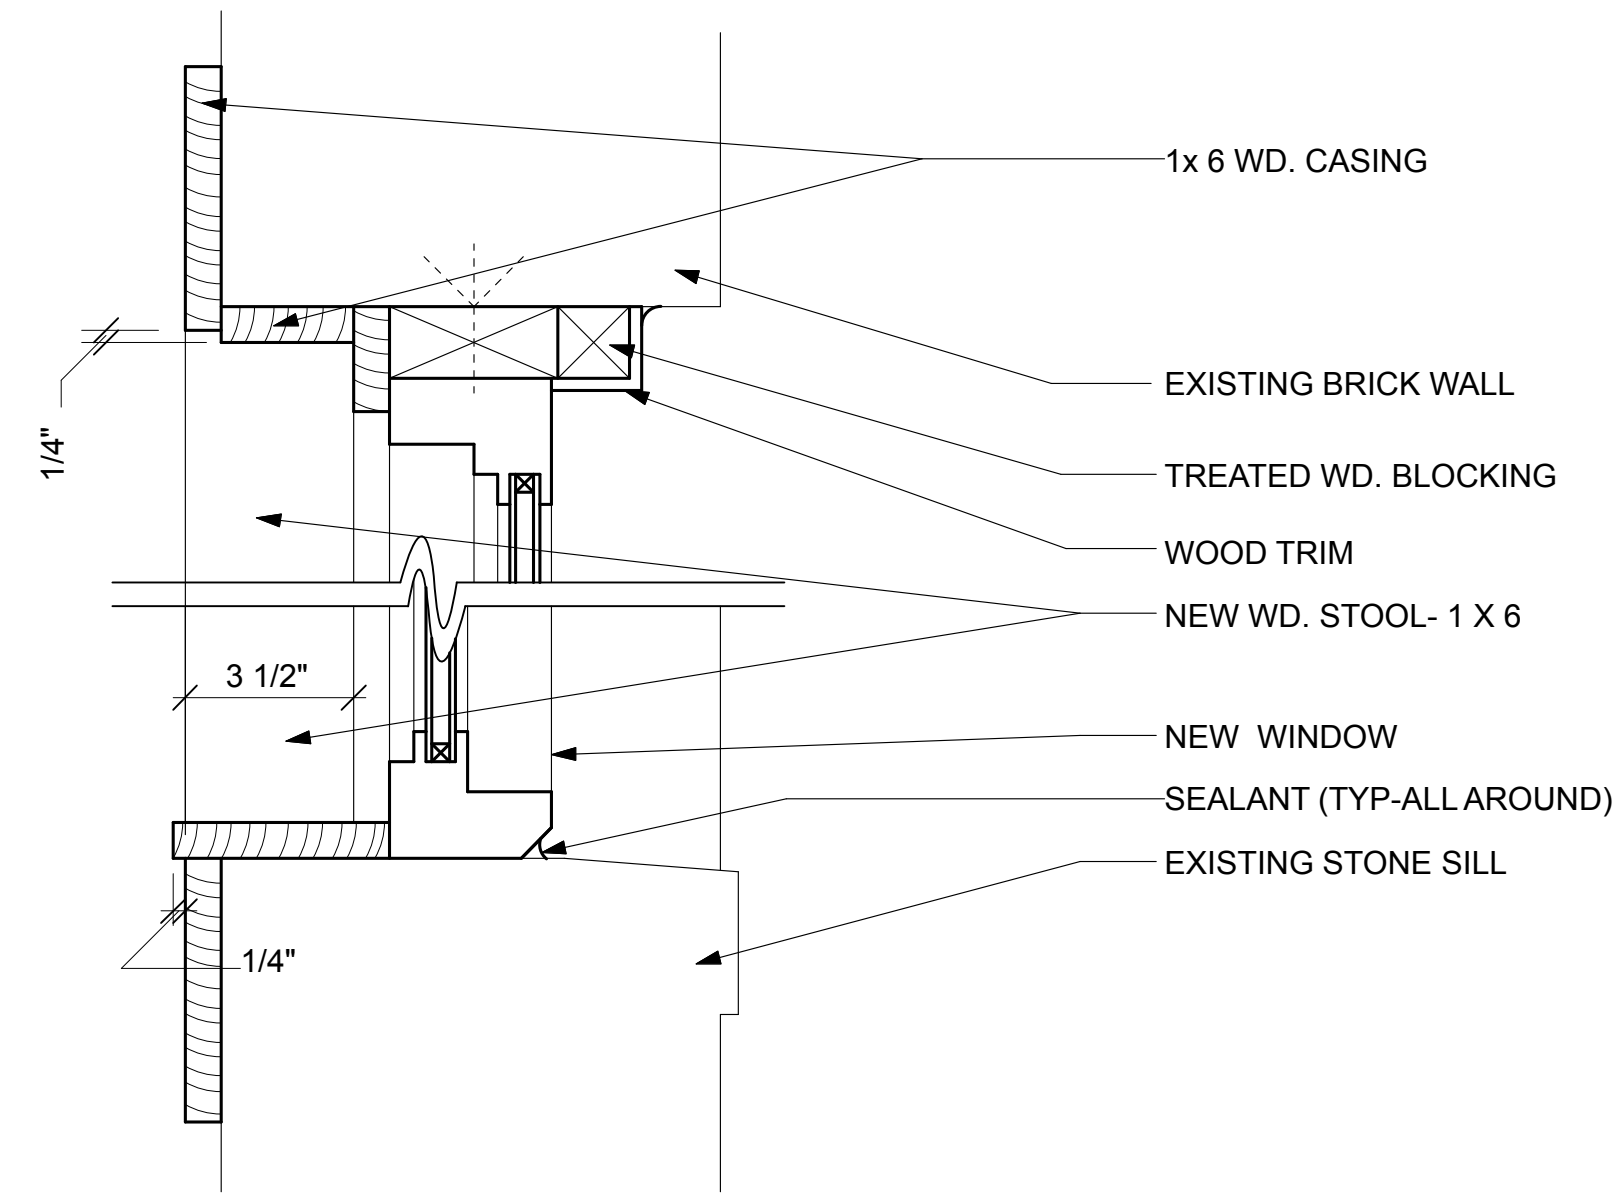 1x 6 WD. CASING
EXISTING BRICK WALL
1/4"
TREATED WD. BLOCKING
WOOD TRIM
NEW WD. STOOL- 1 X 6
3 1/2"
NEW WINDOW
SEALANT (TYP-ALL AROUND)
EXISTING STONE SILL
1/4"